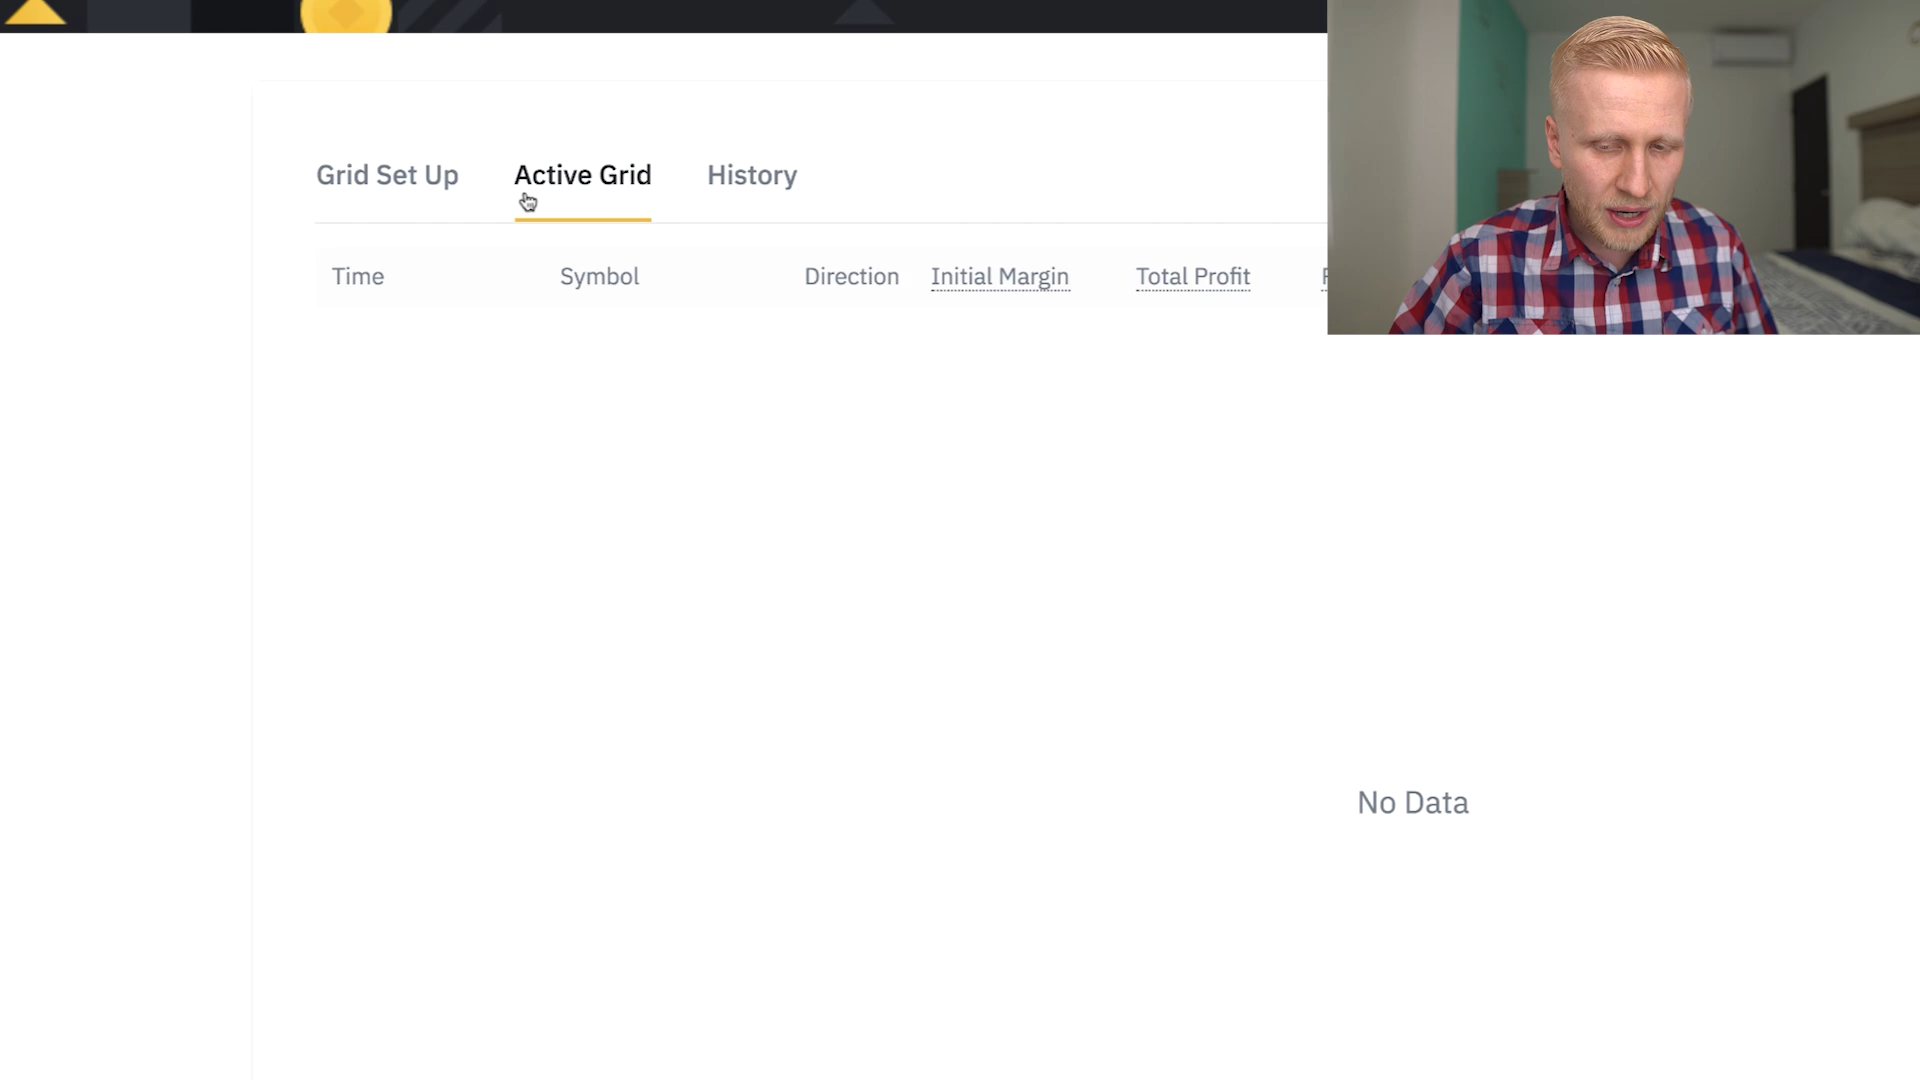 Grid Set Up Active Grid History
Time Symbol Direction Initial Margin Total Profit
No Data